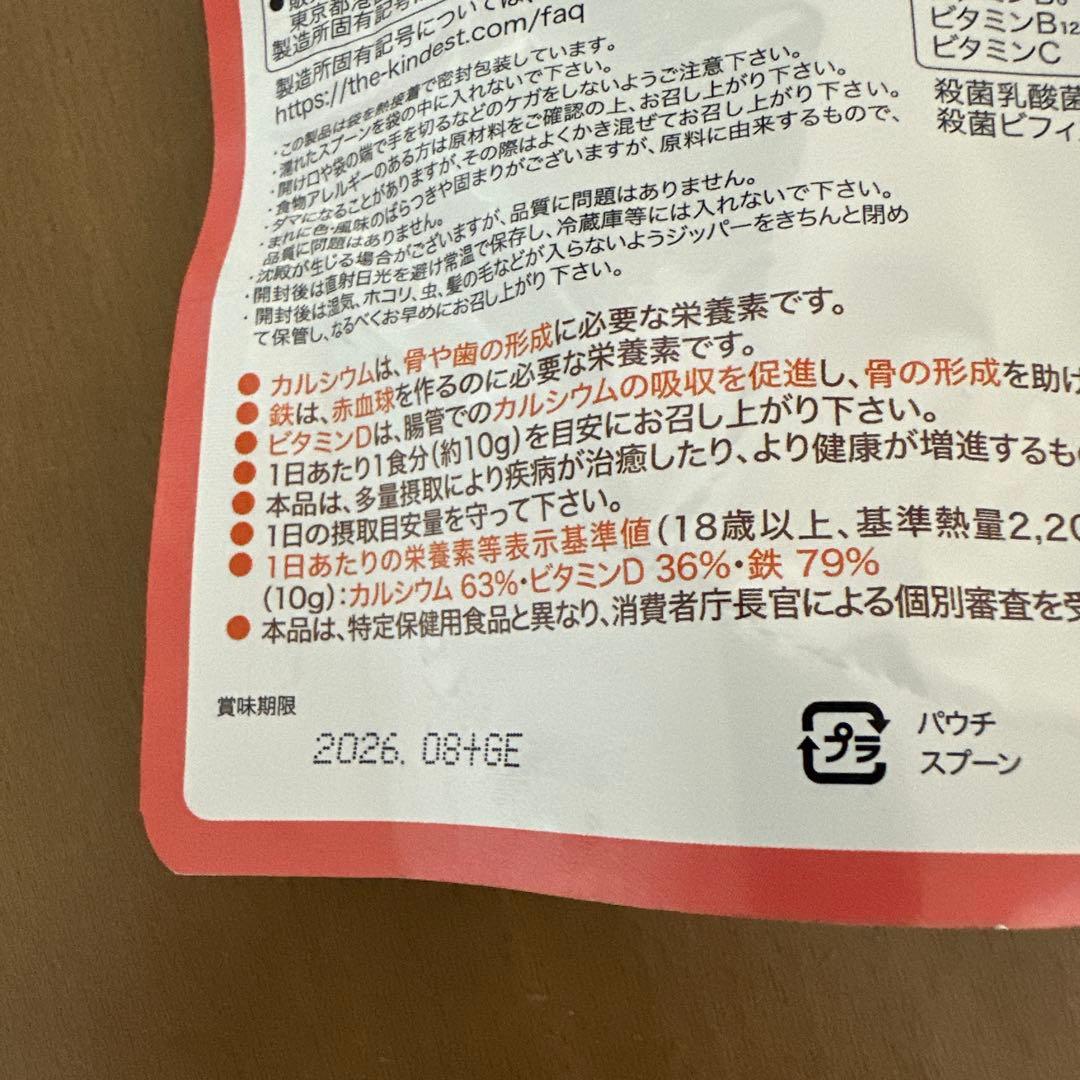 東京都港
製造所固有記号
製造所固有記号については
https://the-kindest.com/faq
・この製品は袋を熱接着で密封包装しています。
・濡れたスプーンを袋の中に入れないで下さい。
・開け口や袋の端で手を切るなどのケガをしないようご注意下さい。
・食物アレルギーのある方は原材料をご確認の上、お召し上がり下さい。
・ダマになることがありますが、その際はよくかき混ぜてお召し上がり下さい。
・まれに色・風味のばらつきや固まりがございますが、原料に由来するもので、
品質に問題はありません。
・沈殿が生じる場合がございますが、品質に問題はありません。
・開封後は直射日光を避け常温で保存し、冷蔵庫等には入れないで下さい。
・開封後は湿気、ホコリ、虫、髪の毛などが入らないようジッパーをきちんと閉め
て保管し、なるべくお早めにお召し上がり下さい。
●カルシウムは、骨や歯の形成に必要な栄養素です。
●鉄は、赤血球を作るのに必要な栄養素です。
●ビタミンDは、腸管でのカルシウムの吸収を促進し、骨の形成を助け
●1日あたり1食分(約10g)を目安にお召し上がり下さい。
●本品は、多量摂取により疾病が治癒したり、より健康が増進するも
●1日の摂取目安量を守って下さい。
●1日あたりの栄養素等表示基準値(18歳以上、基準熱量2,20
(10g):カルシウム 63%・ビタミンD 36%・鉄 79%
●本品は、特定保健用食品と異なり、消費者庁長官による個別審査を受
ビタミンB12
ビタミンC
殺菌乳酸菌
殺菌ビフィ
賞味期限
2026. 08+GE
プラ
パウチ
スプーン